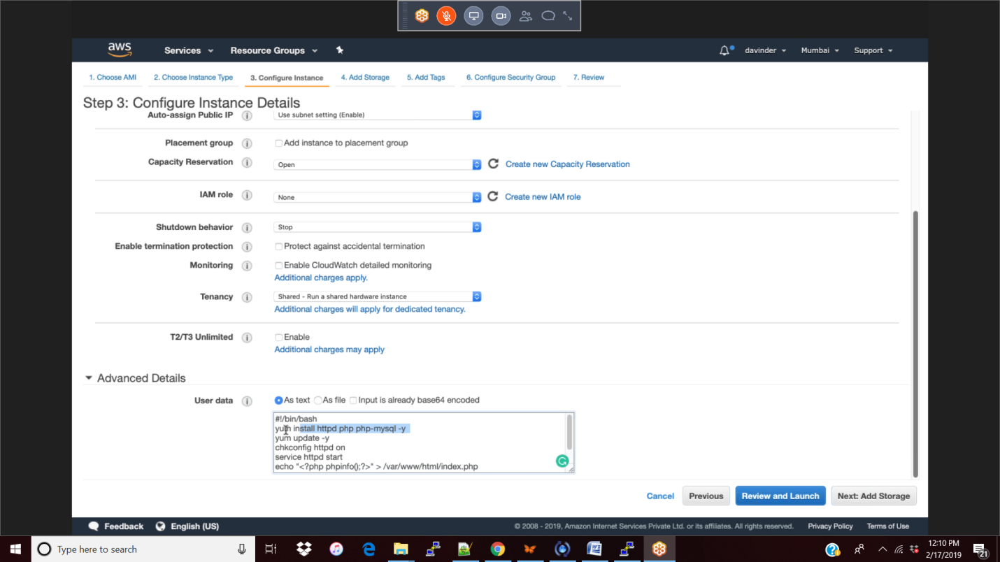 aws Services Resource Groups davinder Mumbai Support
1. Choose AMI 2. Choose Instance Type 3. Configure Instance 4. Add Storage 5. Add Tags 6. Configure Security Group 7. Review
Step 3: Configure Instance Details
Auto-assign Public IP Use subnet setting (Enable)
Placement group Add instance to placement group
Capacity Reservation Open Create new Capacity Reservation
IAM role None Create new IAM role
Shutdown behavior Stop
Enable termination protection Protect against accidental termination
Monitoring Enable CloudWatch detailed monitoring
Additional charges apply.
Tenancy Shared - Run a shared hardware instance
Additional charges will apply for dedicated tenancy.
T2/T3 Unlimited Enable
Additional charges may apply
Advanced Details
User data As text As file Input is already base64 encoded
#!/bin/bash
yum install httpd php php-mysql -y
yum update -y
chkconfig httpd on
service httpd start
echo "<?php phpinfo();?>" > /var/www/html/index.php
Cancel Previous Review and Launch Next: Add Storage
Feedback English (US) © 2008 - 2019, Amazon Internet Services Private Ltd. or its affiliates. All rights reserved. Privacy Policy Terms of Use
Type here to search 12:10 PM
2/17/2019 21